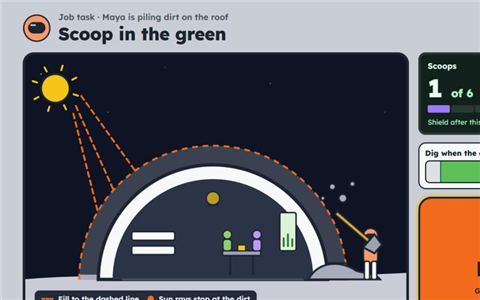 Job task · Maya is piling dirt on the roof
Scoop in the green
Scoops
1 of 6
Shield after this
Dig when the
Fill to the dashed line
Sun rays stop at the dirt